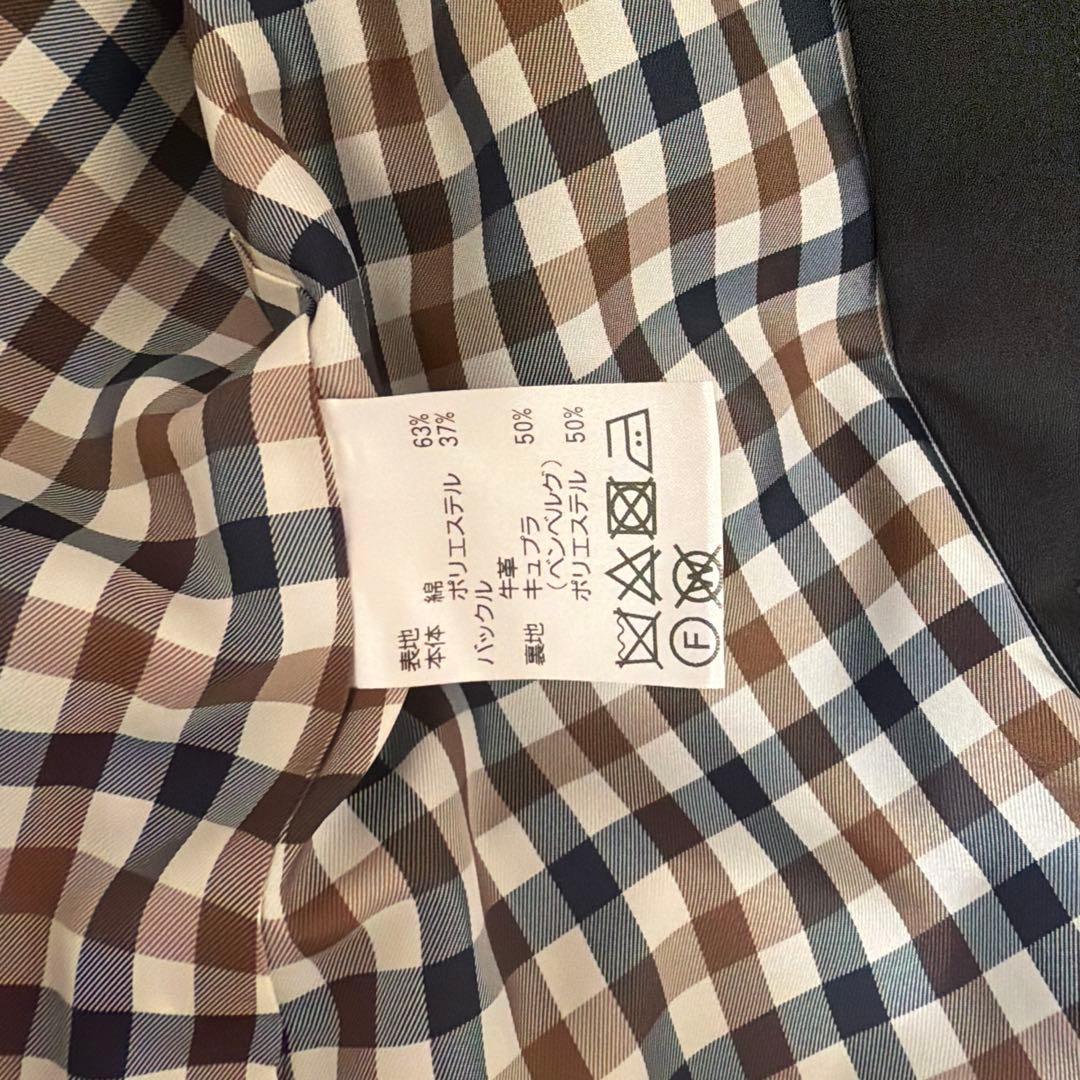 表地
本体 綿 63%
ポリエステル 37%
バックル
牛革
裏地 キュプラ 50%
（ベンベルグ）
ポリエステル 50%
W
F